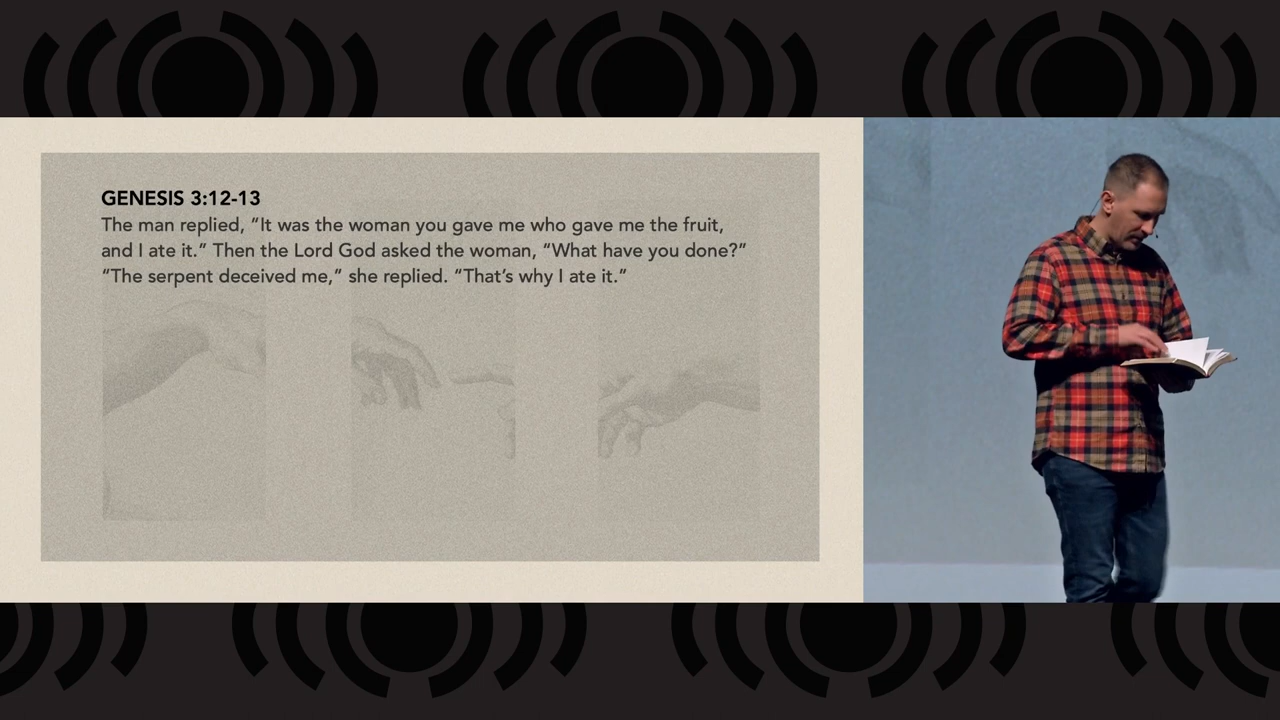 GENESIS 3:12-13
The man replied, “It was the woman you gave me who gave me the fruit,
and I ate it.” Then the Lord God asked the woman, “What have you done?”
“The serpent deceived me,” she replied. “That’s why I ate it.”